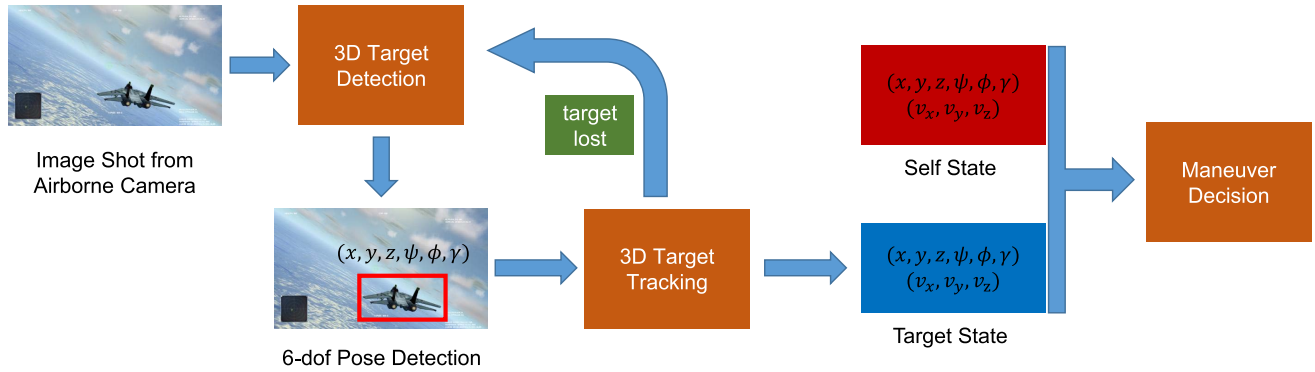 3D Target
Detection
target
lost
(x, y, z, ψ, ϕ, γ)
(v_x, v_y, v_z)
Image Shot from
Airborne Camera
Self State
Maneuver
Decision
(x, y, z, ψ, ϕ, γ)
3D Target
Tracking
(x, y, z, ψ, ϕ, γ)
(v_x, v_y, v_z)
Target State
6-dof Pose Detection